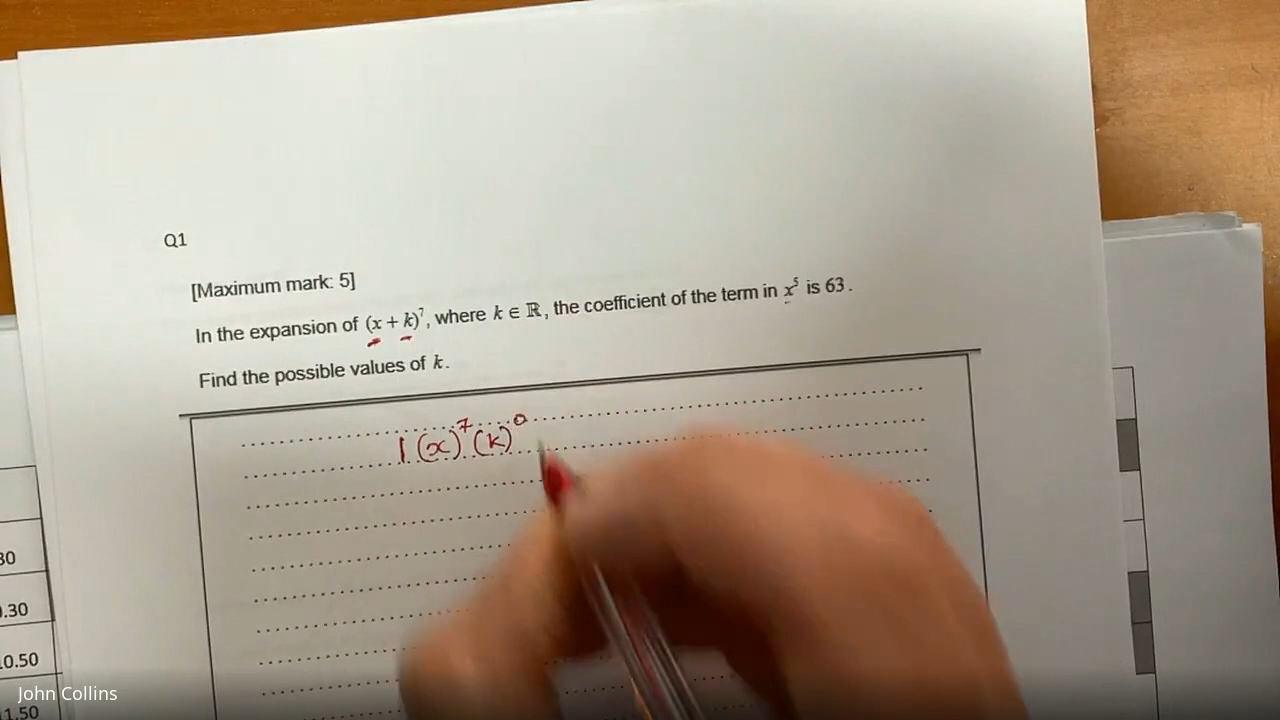 Q1
[Maximum mark: 5]
In the expansion of (x + k)⁷, where k ∈ ℝ, the coefficient of the term in x⁵ is 63.
Find the possible values of k.
1 (x)⁷ (k)⁰
30
.30
0.50
1.50
John Collins